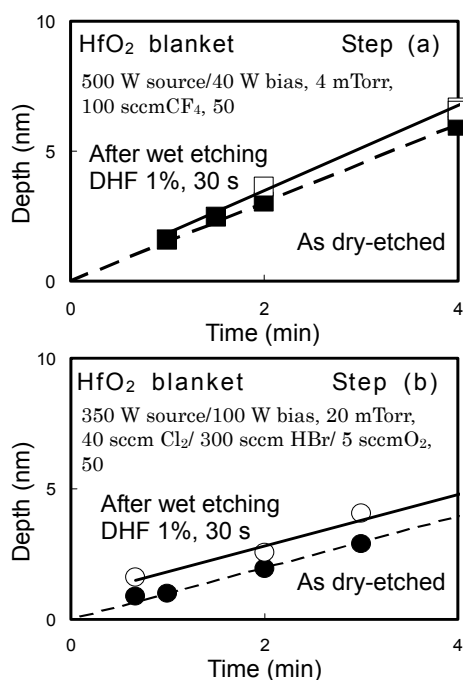 HfO2 blanket Step (a)
500 W source/40 W bias, 4 mTorr,
100 sccmCF4, 50
After wet etching
DHF 1%, 30 s
As dry-etched
Depth (nm)
10
5
0
0 2 4
Time (min)
HfO2 blanket Step (b)
350 W source/100 W bias, 20 mTorr,
40 sccm Cl2/ 300 sccm HBr/ 5 sccmO2,
50
After wet etching
DHF 1%, 30 s
As dry-etched
Depth (nm)
10
5
0
0 2 4
Time (min)